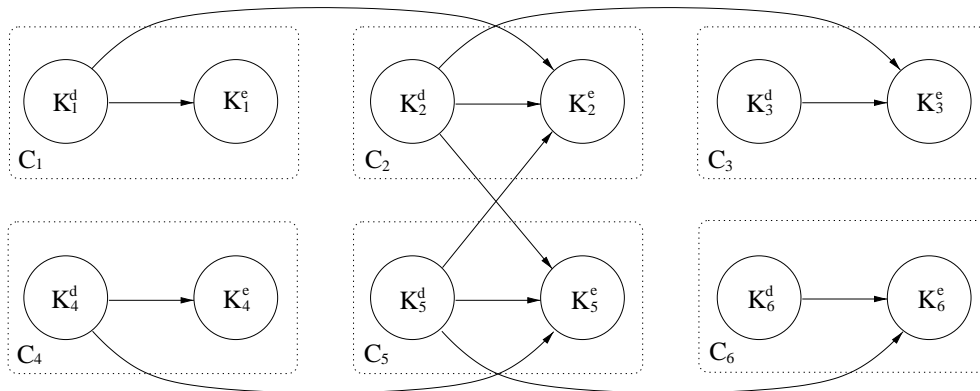 K₁ᵈ K₁ᵉ K₂ᵈ K₂ᵉ K₃ᵈ K₃ᵉ
C₁ C₂ C₃
K₄ᵈ K₄ᵉ K₅ᵈ K₅ᵉ K₆ᵈ K₆ᵉ
C₄ C₅ C₆